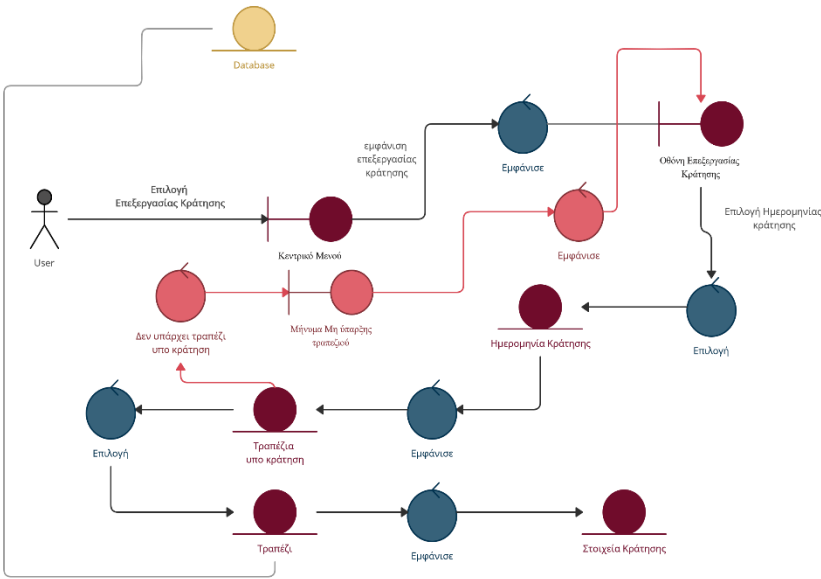 Database
εμφάνιση
επεξεργασίας
κράτησης
Εμφάνισε
Οθόνη Επεξεργασίας
Κράτησης
Επιλογή
Επεξεργασίας Κράτησης
Επιλογή Ημερομηνίας
κράτησης
User
Κεντρικό Μενού
Εμφάνισε
Δεν υπάρχει τραπέζι
υπο κράτηση
Μήνυμα Μη ύπαρξης
τραπεζιού
Ημερομηνία Κράτησης
Επιλογή
Επιλογή
Τραπέζια
υπο κράτηση
Εμφάνισε
Τραπέζι
Εμφάνισε
Στοιχεία Κράτησης